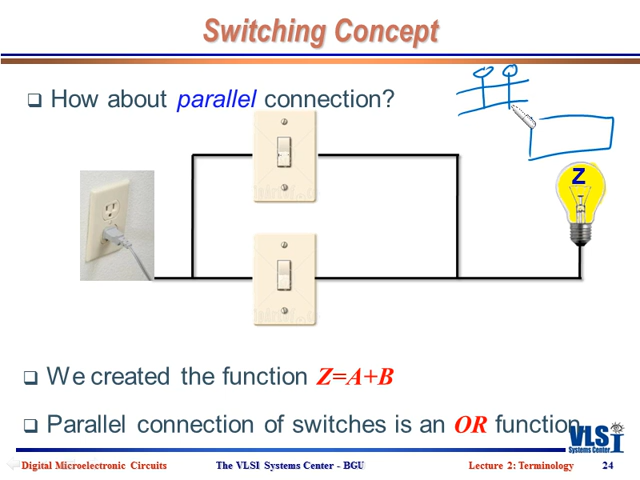 Switching Concept
❑ How about parallel connection?
Z
❑ We created the function Z=A+B
❑ Parallel connection of switches is an OR function
VLSI
Systems Center
Digital Microelectronic Circuits The VLSI Systems Center - BGU Lecture 2: Terminology 24